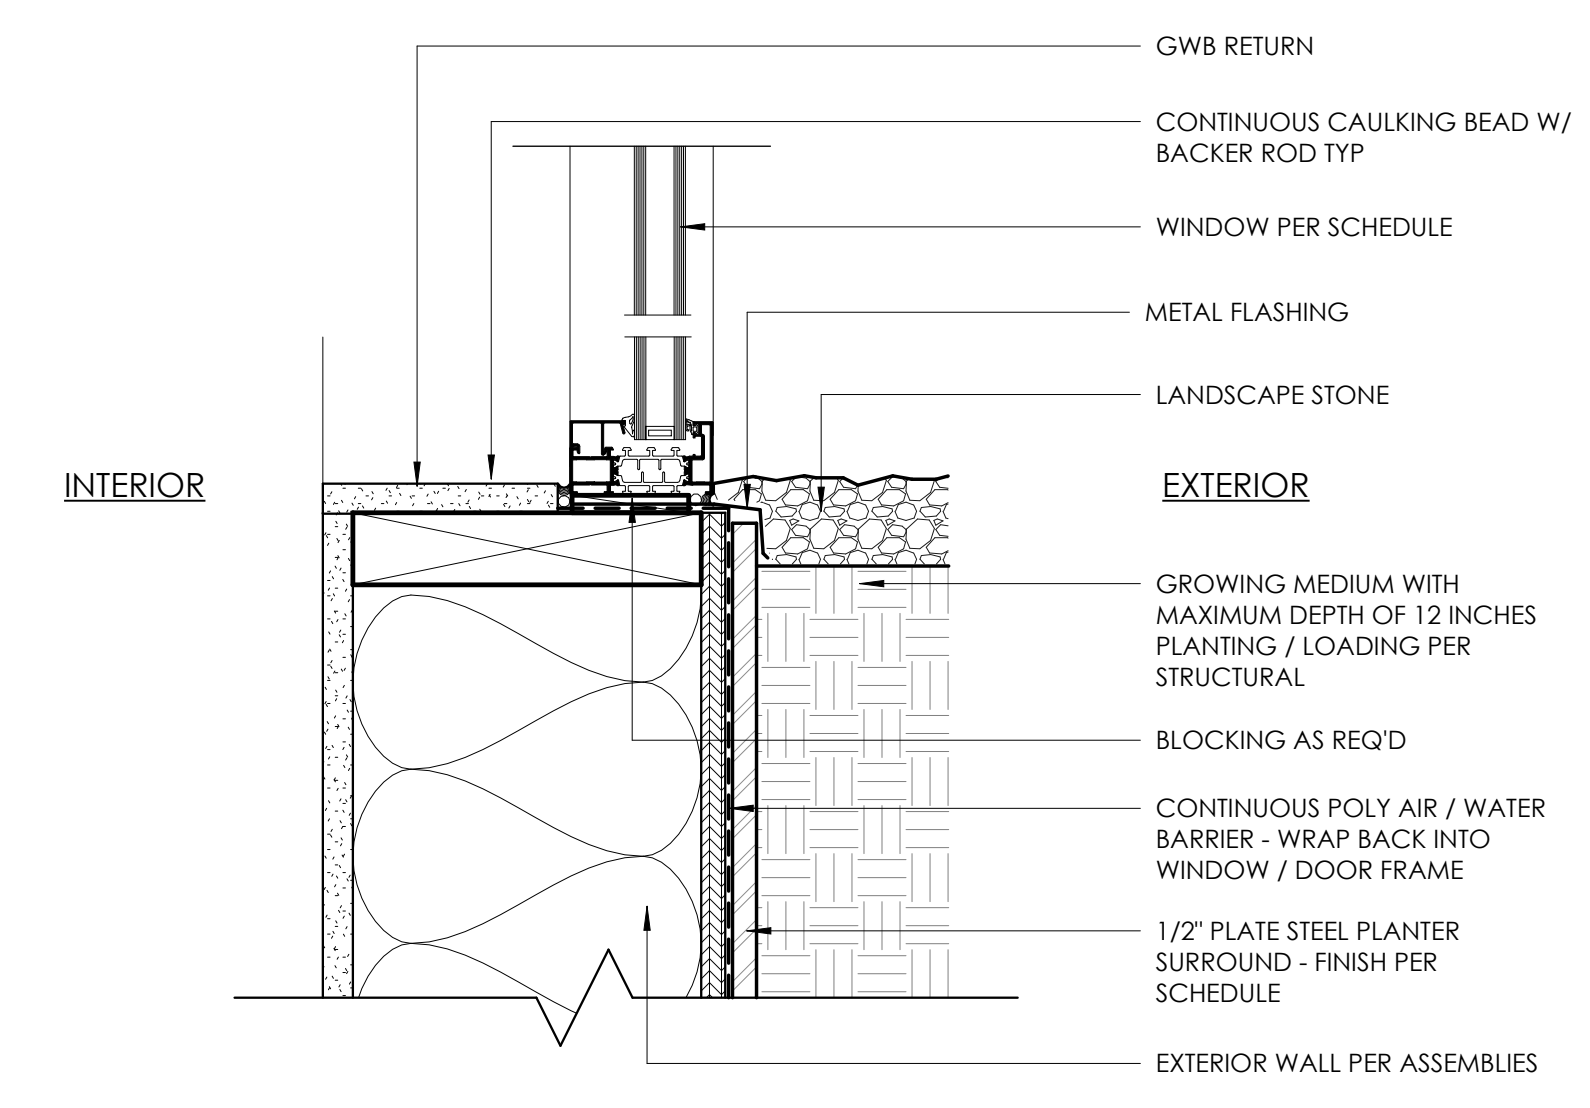 GWB RETURN
CONTINUOUS CAULKING BEAD W/
BACKER ROD TYP
WINDOW PER SCHEDULE
METAL FLASHING
LANDSCAPE STONE
INTERIOR
EXTERIOR
GROWING MEDIUM WITH
MAXIMUM DEPTH OF 12 INCHES
PLANTING / LOADING PER
STRUCTURAL
BLOCKING AS REQ'D
CONTINUOUS POLY AIR / WATER
BARRIER - WRAP BACK INTO
WINDOW / DOOR FRAME
1/2" PLATE STEEL PLANTER
SURROUND - FINISH PER
SCHEDULE
EXTERIOR WALL PER ASSEMBLIES